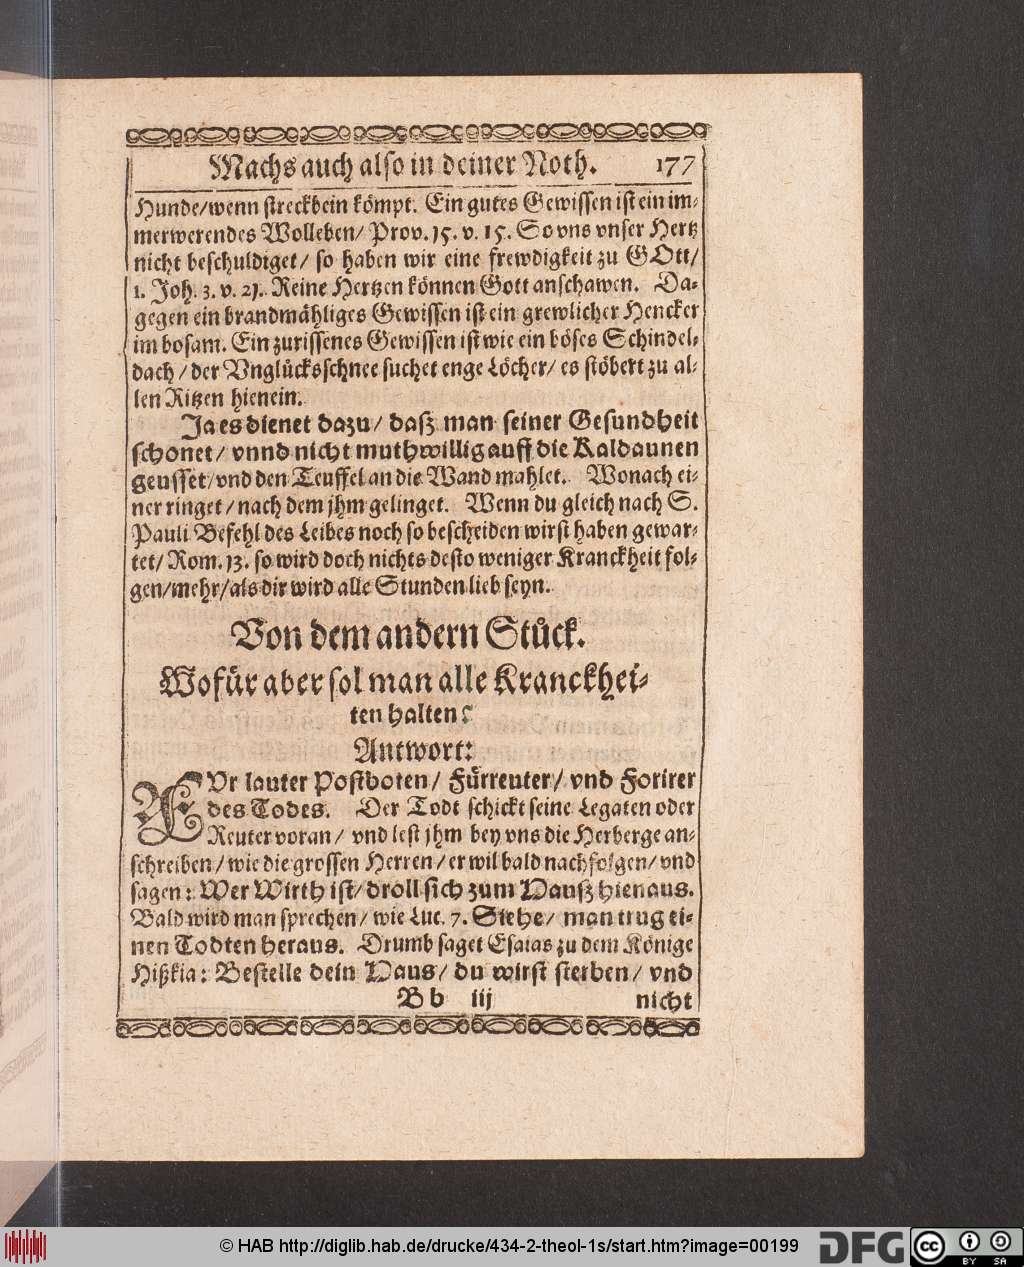 Machs auch also in deiner Noth. 177
Hunde/wenn streckbein kömpt. Ein gutes Gewissen ist ein im-
merwerendes Wolleben/ Prov. 15. v. 15. So vns vnser Hertz
nicht beschuldiget/ so haben wir eine frewdigkeit zu GOtt/
1. Joh. 3. v. 21. Reine Hertzen können Gott anschawen. Da-
gegen ein brandmähliges Gewissen ist ein grewlicher Hencker
im bosam. Ein zurissenes Gewissen ist wie ein böses Schindel-
dach/ der Vnglücksschnee suchet enge Löcher/ es stöbert zu al-
len Ritzen hienein.
Ja es dienet dazu/ daß man seiner Gesundheit
schonet/ vnnd nicht muthwillig auff die Kaldaunen
geusset/vnd den Teuffel an die Wand mahlet. Wonach ei-
ner ringet/ nach dem jhm gelinget. Wenn du gleich nach S.
Pauli Befehl des Leibes noch so bescheiden wirst haben gewar-
tet/ Rom. 13. so wird doch nichts desto weniger Kranckheit fol-
gen/mehr/als dir wird alle Stunden lieb seyn.
Von dem andern Stück.
Wofür aber sol man alle Kranckhei-
ten halten?
Antwort:
FVr lauter Postboten/ Fürreuter/ vnd Forirer
des Todes. Der Todt schickt seine Legaten oder
Reuter voran/ vnd lest jhm bey vns die Herberge an-
schreiben/ wie die grossen Herren/ er wil bald nachfolgen/ vnd
sagen: Wer Wirth ist/ droll sich zum Hauß hienaus.
Bald wird man sprechen/ wie Luc. 7. Siehe/ man trug ei-
nen Todten heraus. Drumb saget Esaias zu dem Könige
Hißkia: Bestelle dein Haus/ du wirst sterben/ vnd
Bb iij nicht
© HAB http://diglib.hab.de/drucke/434-2-theol-1s/start.htm?image=00199
DFG
cc BY SA